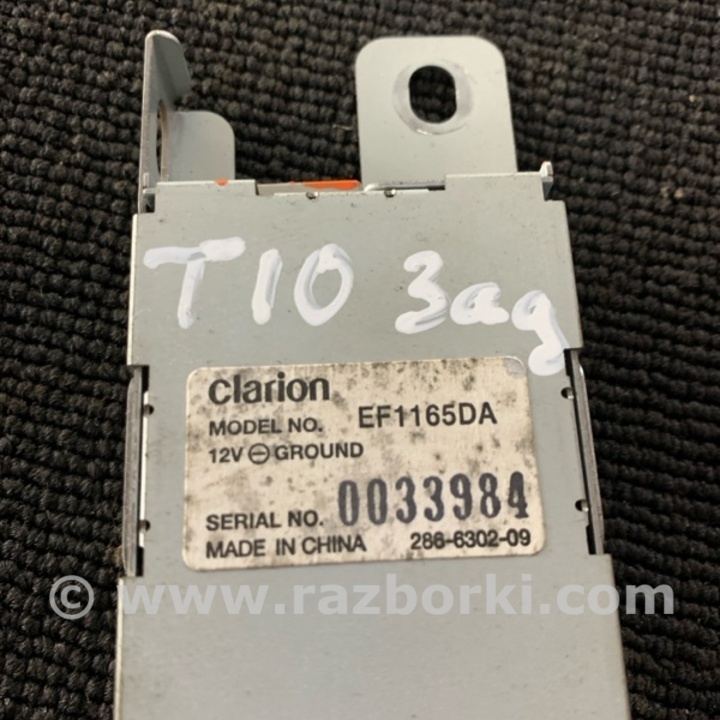 T10 Зад
clarion
MODEL NO. EF1165DA
12V ⊖ GROUND
SERIAL NO. 0033984
MADE IN CHINA 286-6302-09
© www.razborki.com